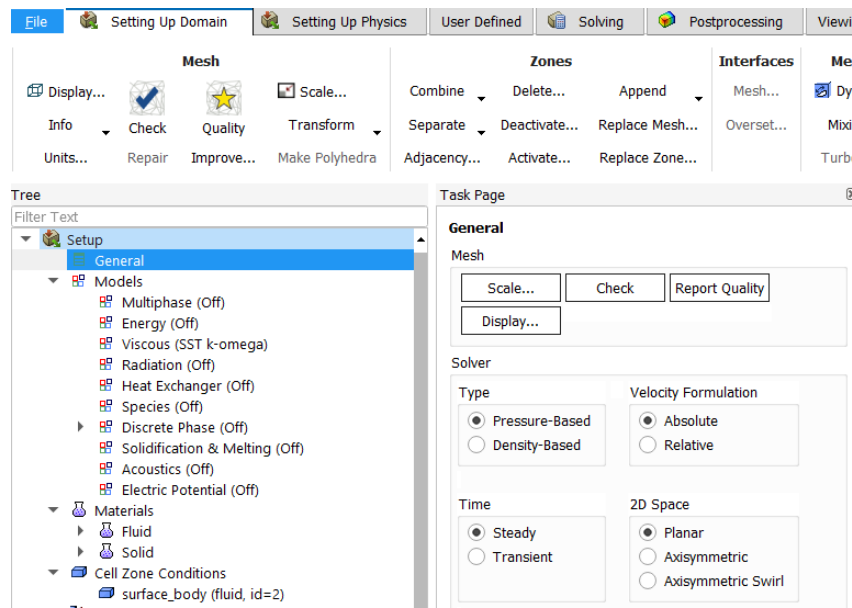 File Setting Up Domain Setting Up Physics User Defined Solving Postprocessing Viewi
Mesh Zones Interfaces Me
Display... Scale... Combine Delete... Append Mesh... Dy
Info Check Quality Transform Separate Deactivate... Replace Mesh... Overset... Mixi
Units... Repair Improve... Make Polyhedra Adjacency... Activate... Replace Zone... Turb
Tree
Filter Text
Setup
General
Models
Multiphase (Off)
Energy (Off)
Viscous (SST k-omega)
Radiation (Off)
Heat Exchanger (Off)
Species (Off)
Discrete Phase (Off)
Solidification & Melting (Off)
Acoustics (Off)
Electric Potential (Off)
Materials
Fluid
Solid
Cell Zone Conditions
surface_body (fluid, id=2)
Task Page
General
Mesh
Scale... Check Report Quality
Display...
Solver
Type Velocity Formulation
Pressure-Based Absolute
Density-Based Relative
Time 2D Space
Steady Planar
Transient Axisymmetric
Axisymmetric Swirl